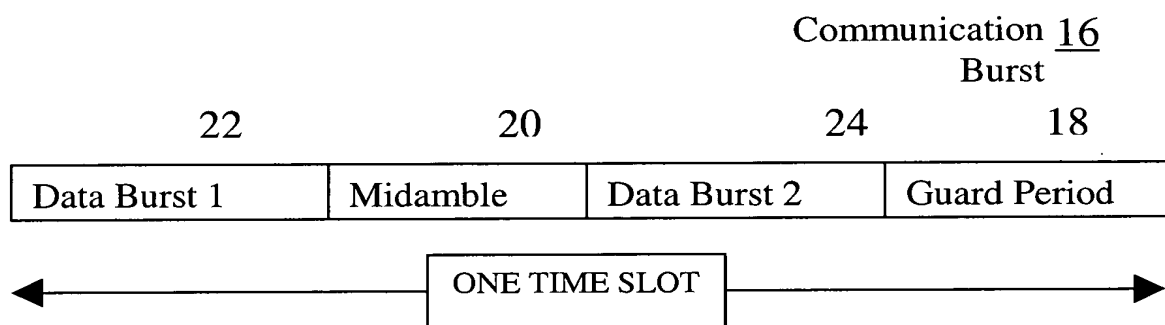 Communication 16
Burst
22 20 24 18
Data Burst 1 Midamble Data Burst 2 Guard Period
ONE TIME SLOT